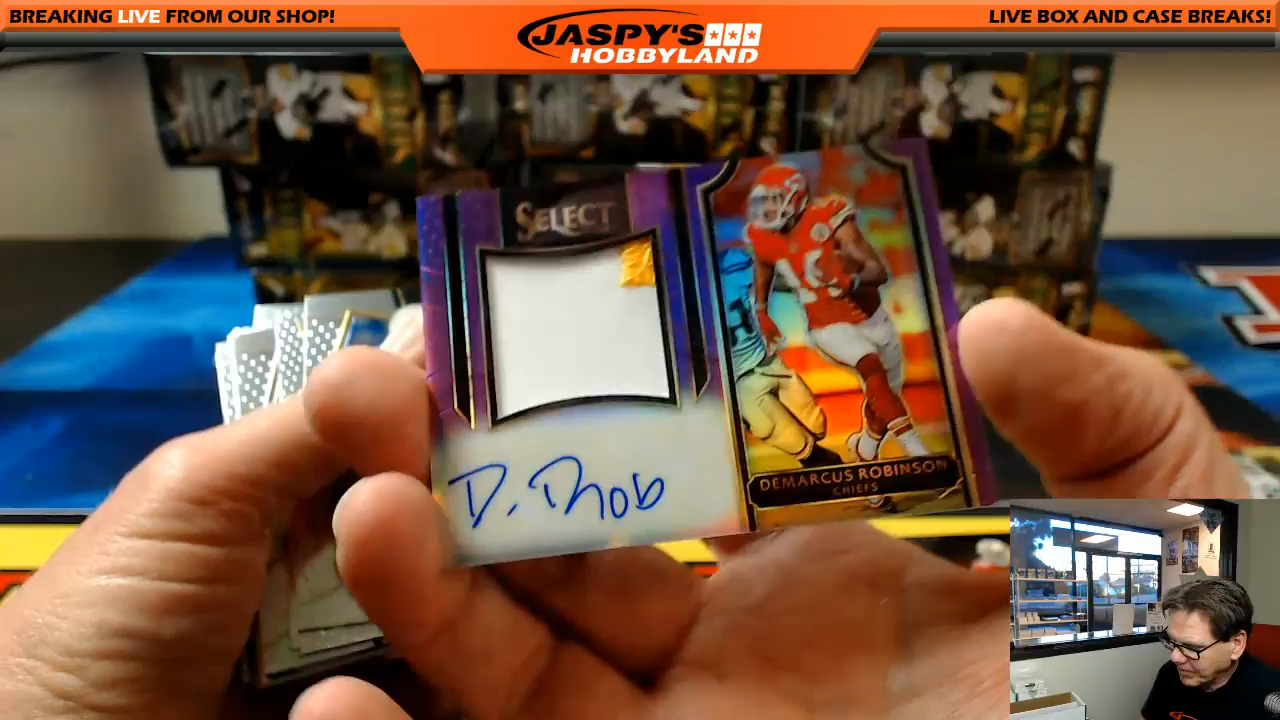 BREAKING LIVE FROM OUR SHOP!
JASPY'S
HOBBYLAND
LIVE BOX AND CASE BREAKS!
SELECT
DEMARCUS ROBINSON
CHIEFS
D. Rob